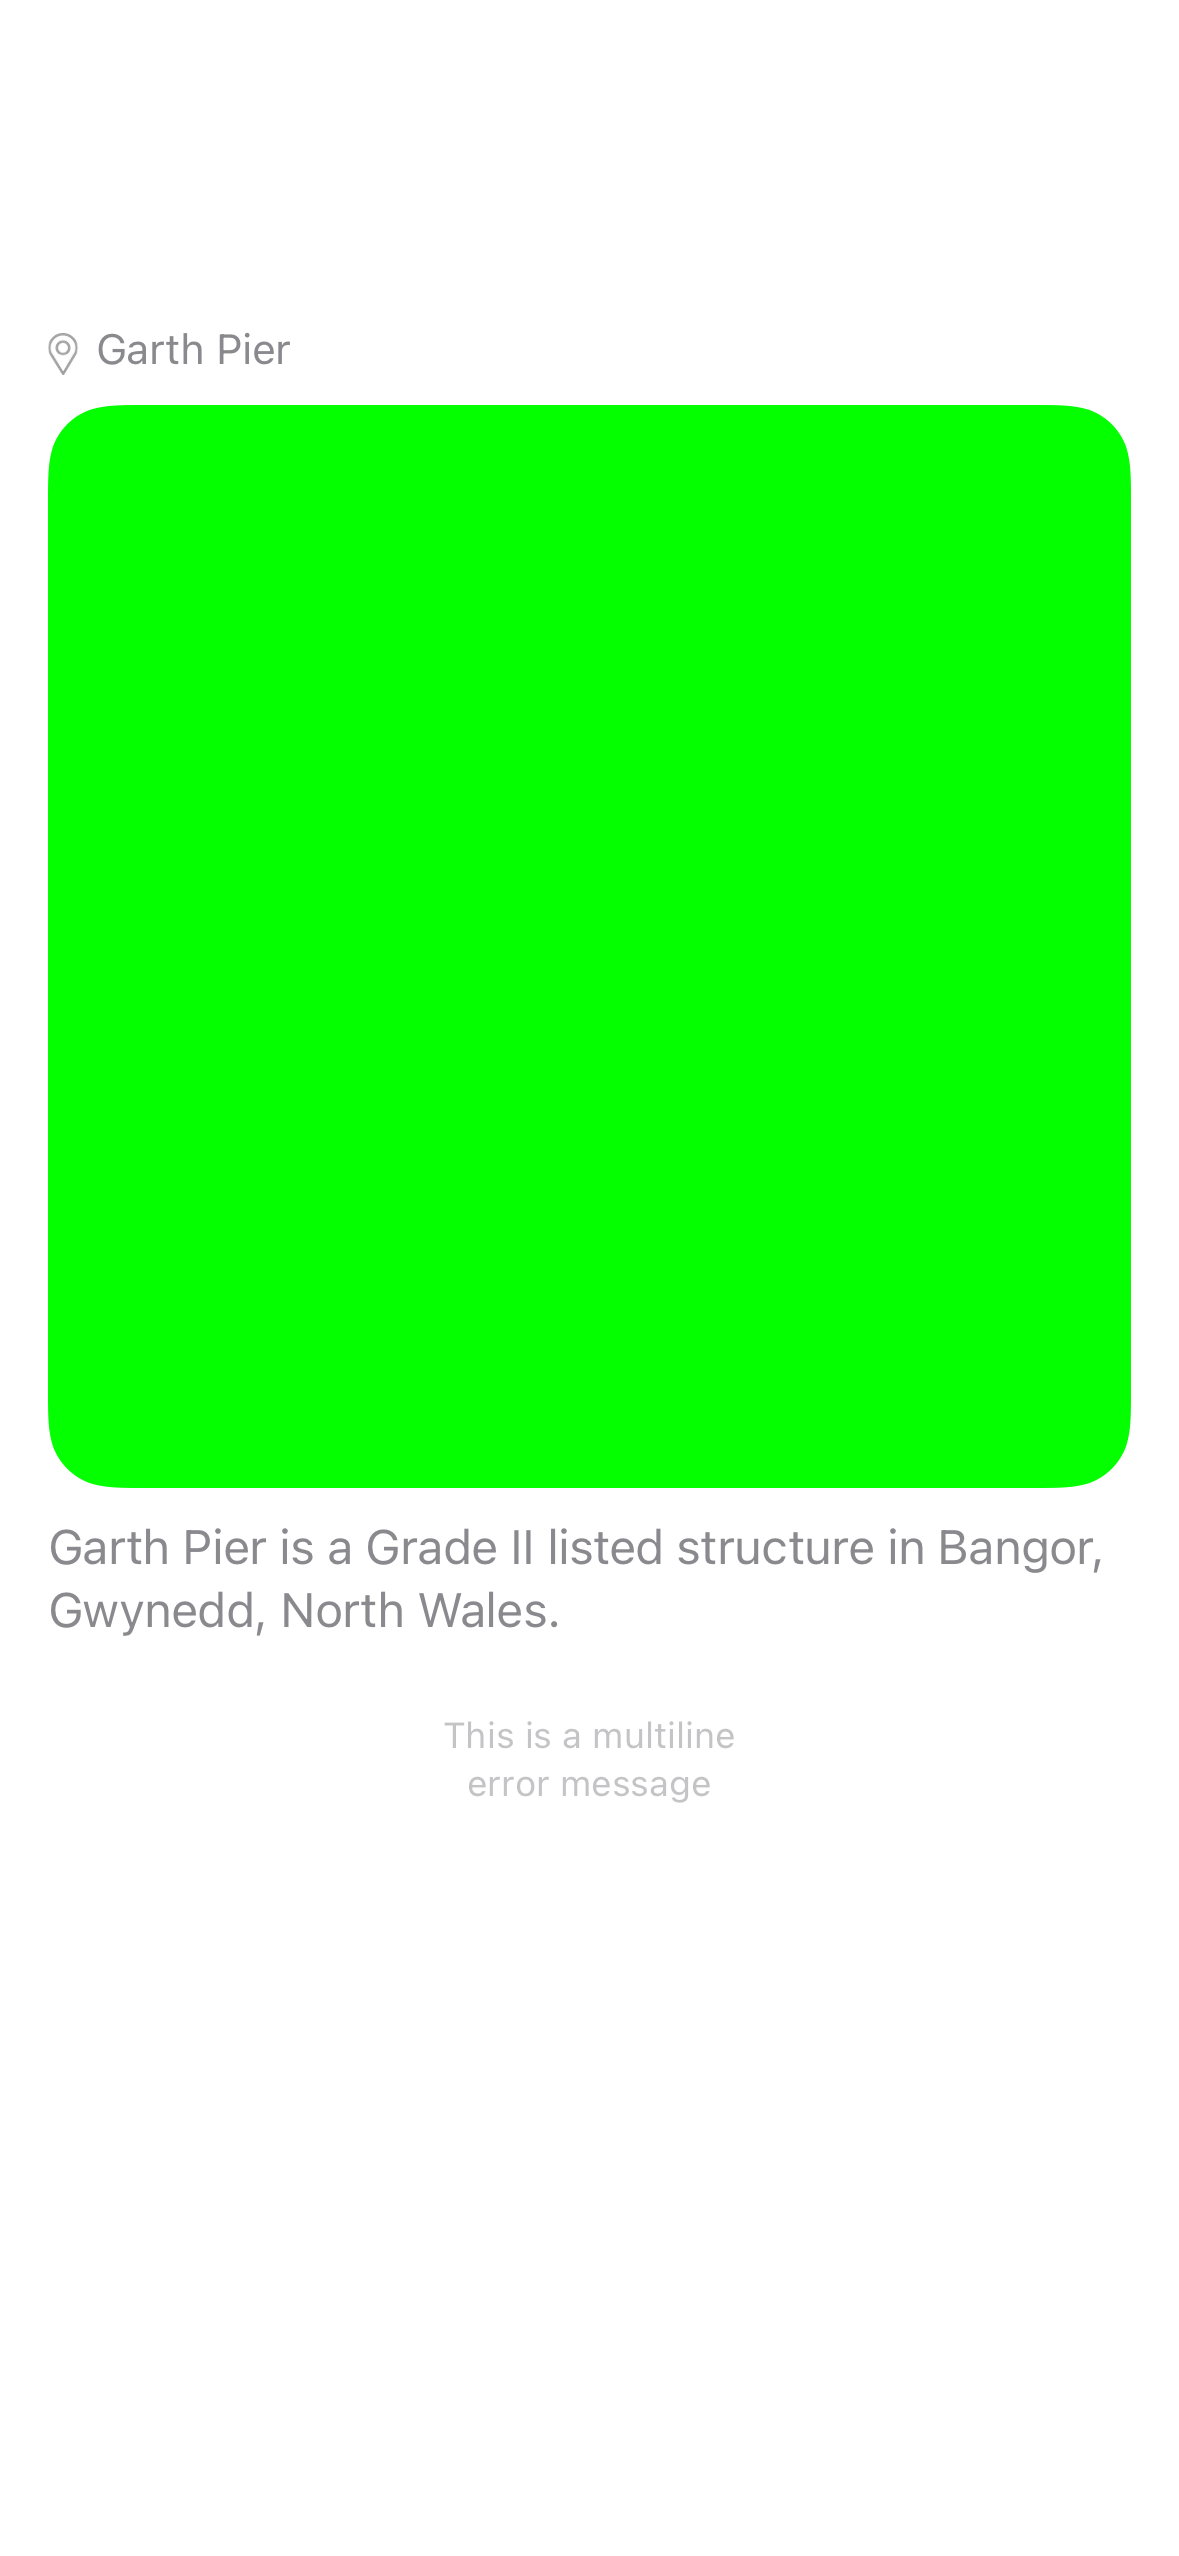 Garth Pier
Garth Pier is a Grade II listed structure in Bangor,
Gwynedd, North Wales.
This is a multiline
error message